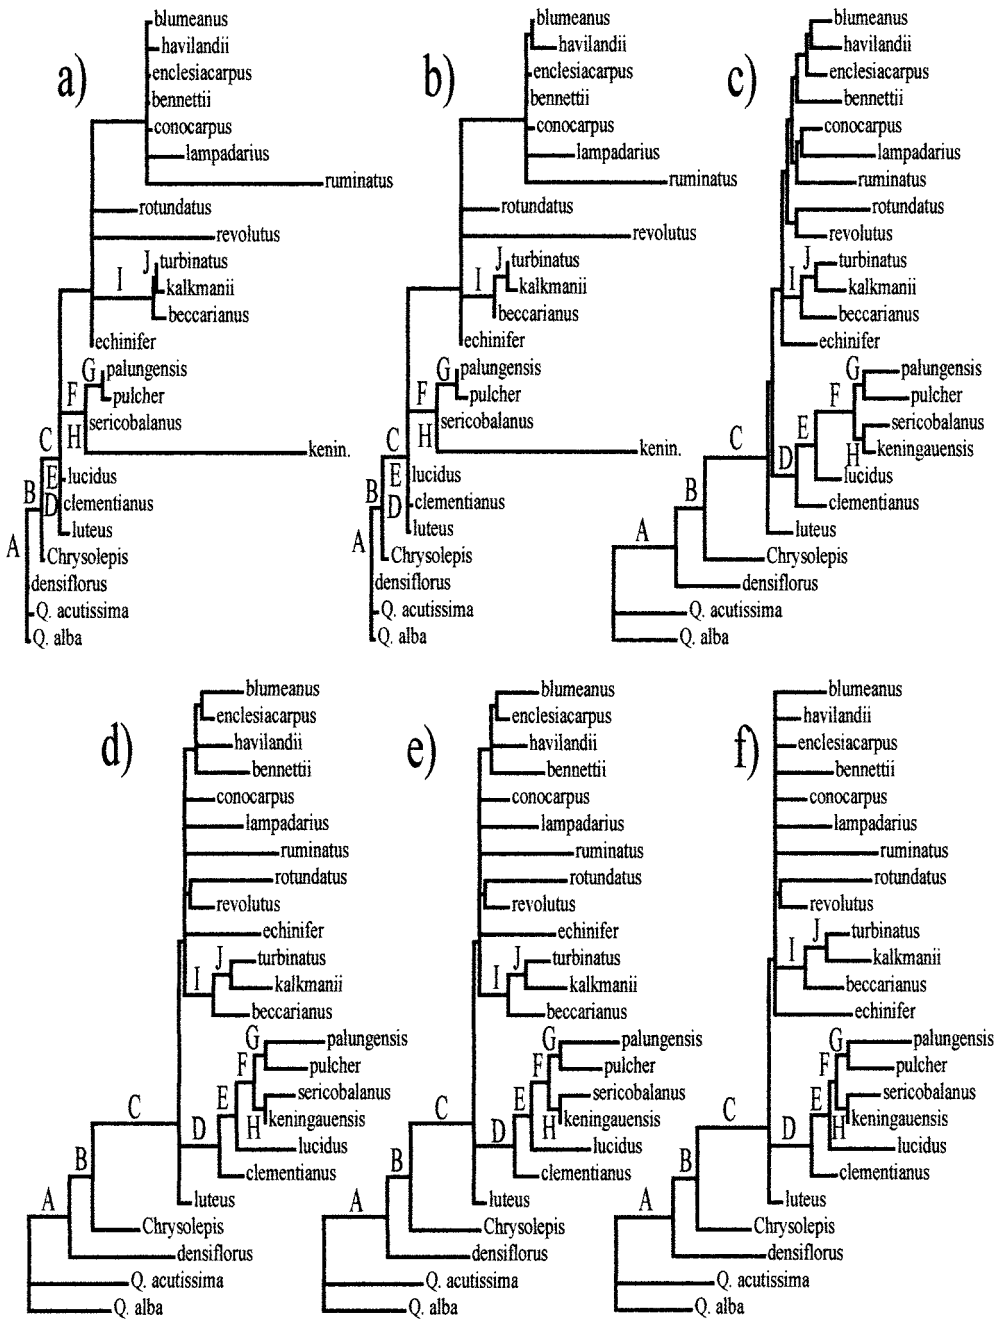 a)
blumeanus
havilandii
enclesiacarpus
bennettii
conocarpus
lampadarius
ruminatus
rotundatus
revolutus
J turbinatus
I kalkmanii
beccarianus
echinifer
G palungensis
F pulcher
sericobalanus
H kenin.
C
E lucidus
B D clementianus
luteus
A Chrysolepis
densiflorus
Q. acutissima
Q. alba
b)
blumeanus
havilandii
enclesiacarpus
bennettii
conocarpus
lampadarius
ruminatus
rotundatus
revolutus
J turbinatus
I kalkmanii
beccarianus
echinifer
G palungensis
F pulcher
sericobalanus
H kenin.
C
E lucidus
B D clementianus
luteus
A Chrysolepis
densiflorus
Q. acutissima
Q. alba
c)
blumeanus
havilandii
enclesiacarpus
bennettii
conocarpus
lampadarius
ruminatus
rotundatus
revolutus
J turbinatus
I kalkmanii
beccarianus
echinifer
G palungensis
F pulcher
sericobalanus
E keningauensis
C D H lucidus
B clementianus
luteus
A Chrysolepis
densiflorus
Q. acutissima
Q. alba
d)
blumeanus
enclesiacarpus
havilandii
bennettii
conocarpus
lampadarius
ruminatus
rotundatus
revolutus
echinifer
J turbinatus
I kalkmanii
beccarianus
G palungensis
F pulcher
sericobalanus
E keningauensis
C D H lucidus
B clementianus
A luteus
Chrysolepis
densiflorus
Q. acutissima
Q. alba
e)
blumeanus
enclesiacarpus
havilandii
bennettii
conocarpus
lampadarius
ruminatus
rotundatus
revolutus
echinifer
J turbinatus
I kalkmanii
beccarianus
G palungensis
F pulcher
sericobalanus
E keningauensis
C D H lucidus
B clementianus
A luteus
Chrysolepis
densiflorus
Q. acutissima
Q. alba
f)
blumeanus
havilandii
enclesiacarpus
bennettii
conocarpus
lampadarius
ruminatus
rotundatus
revolutus
J turbinatus
I kalkmanii
beccarianus
echinifer
G palungensis
F pulcher
sericobalanus
E keningauensis
C D H lucidus
B clementianus
A luteus
Chrysolepis
densiflorus
Q. acutissima
Q. alba